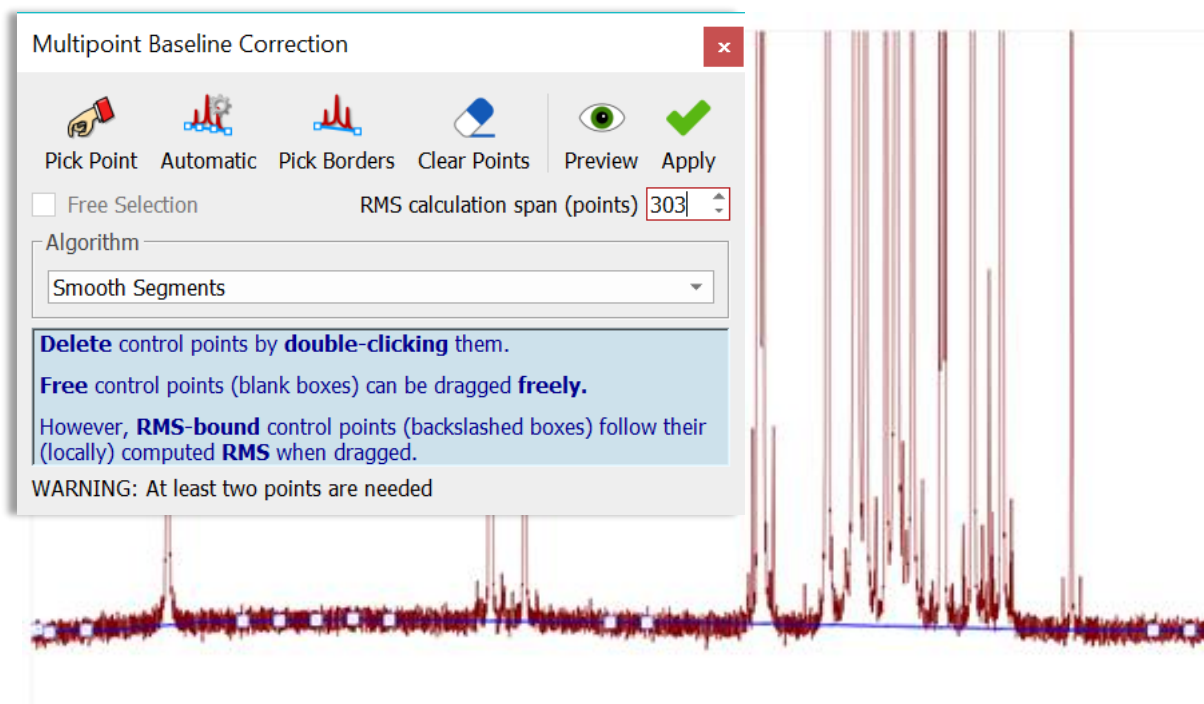 Multipoint Baseline Correction
Pick Point Automatic Pick Borders Clear Points Preview Apply
Free Selection RMS calculation span (points) 303
Algorithm
Smooth Segments
Delete control points by double-clicking them.
Free control points (blank boxes) can be dragged freely.
However, RMS-bound control points (backslashed boxes) follow their
(locally) computed RMS when dragged.
WARNING: At least two points are needed